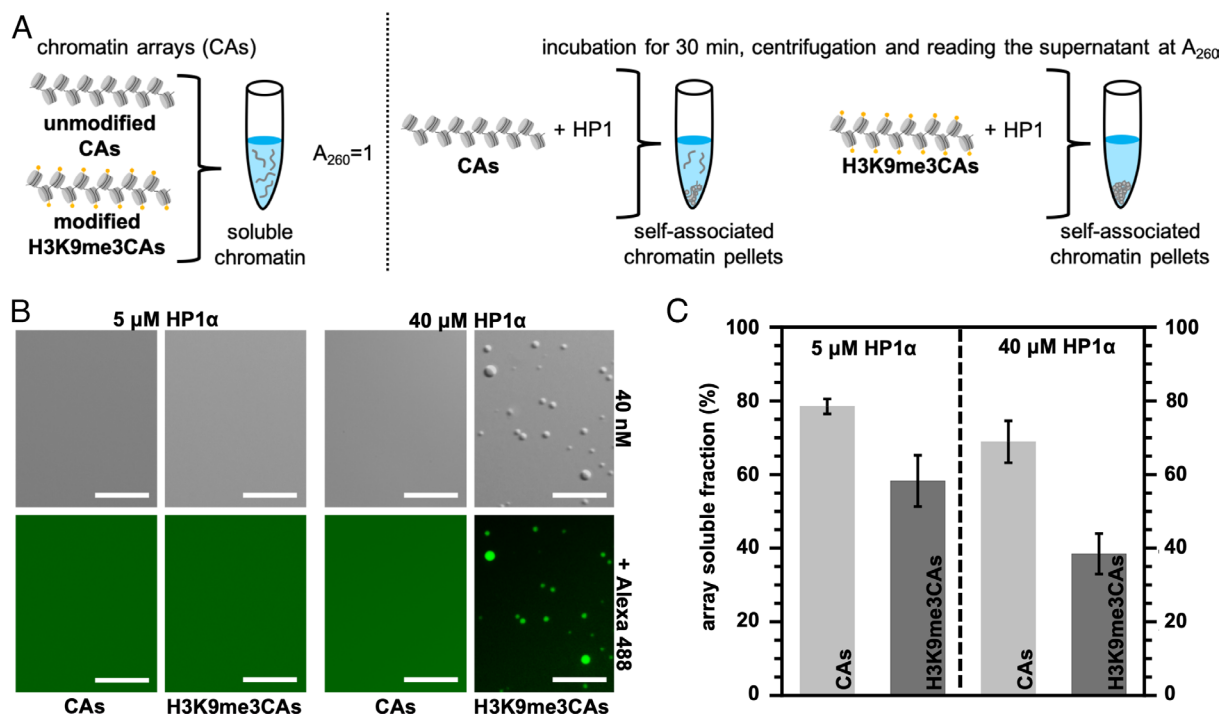 A
chromatin arrays (CAs)
unmodified
CAs
modified
H3K9me3CAs
A260=1
soluble
chromatin
incubation for 30 min, centrifugation and reading the supernatant at A260
CAs
+ HP1
self-associated
chromatin pellets
H3K9me3CAs
+ HP1
self-associated
chromatin pellets
B
5 µM HP1α
40 µM HP1α
40 nM
+ Alexa 488
CAs
H3K9me3CAs
CAs
H3K9me3CAs
C
array soluble fraction (%)
100
80
60
40
20
0
5 µM HP1α
40 µM HP1α
CAs
H3K9me3CAs
CAs
H3K9me3CAs
100
80
60
40
20
0